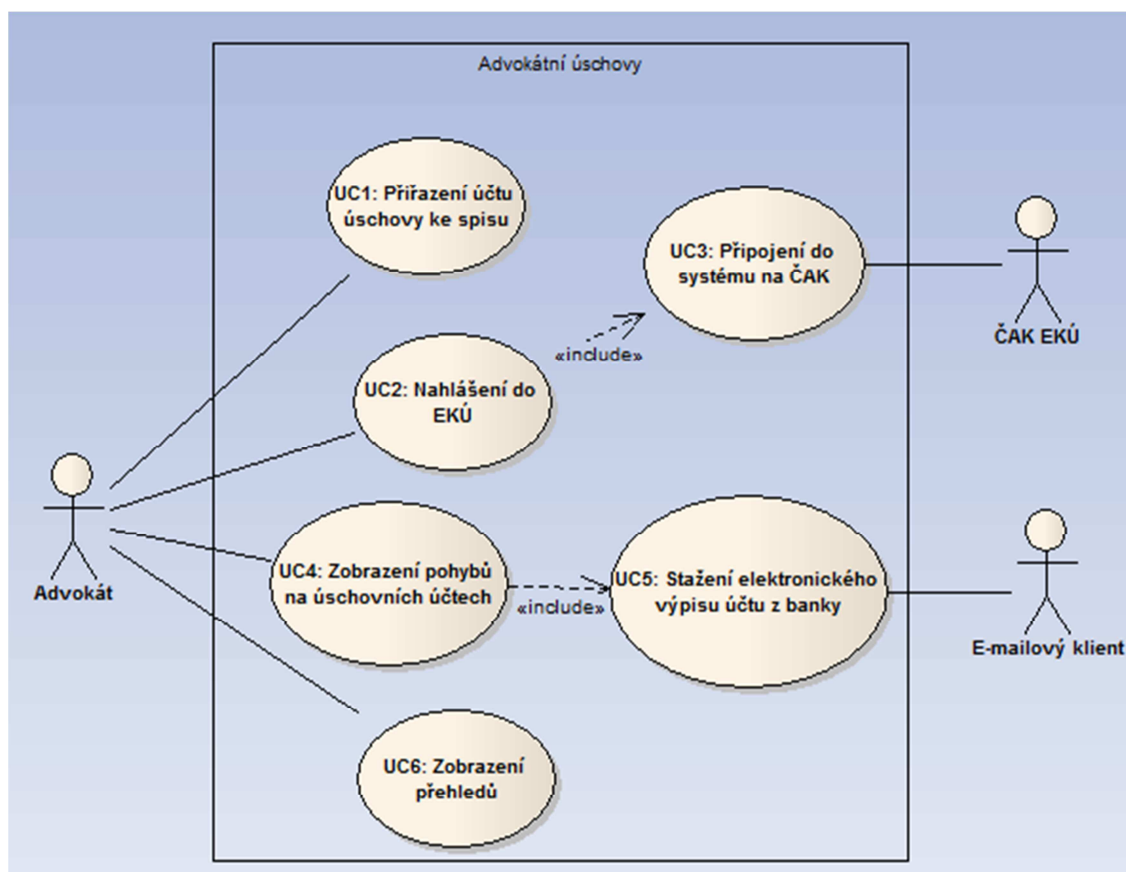 Advokátní úschovy
UC1: Přiřazení účtu
úschovy ke spisu
UC3: Připojení do
systému na ČAK
ČAK EKÚ
«include»
UC2: Nahlášení do
EKÚ
Advokát
UC4: Zobrazení pohybů
na úschovních účtech
«include»
UC5: Stažení elektronického
výpisu účtu z banky
E-mailový klient
UC6: Zobrazení
přehledů